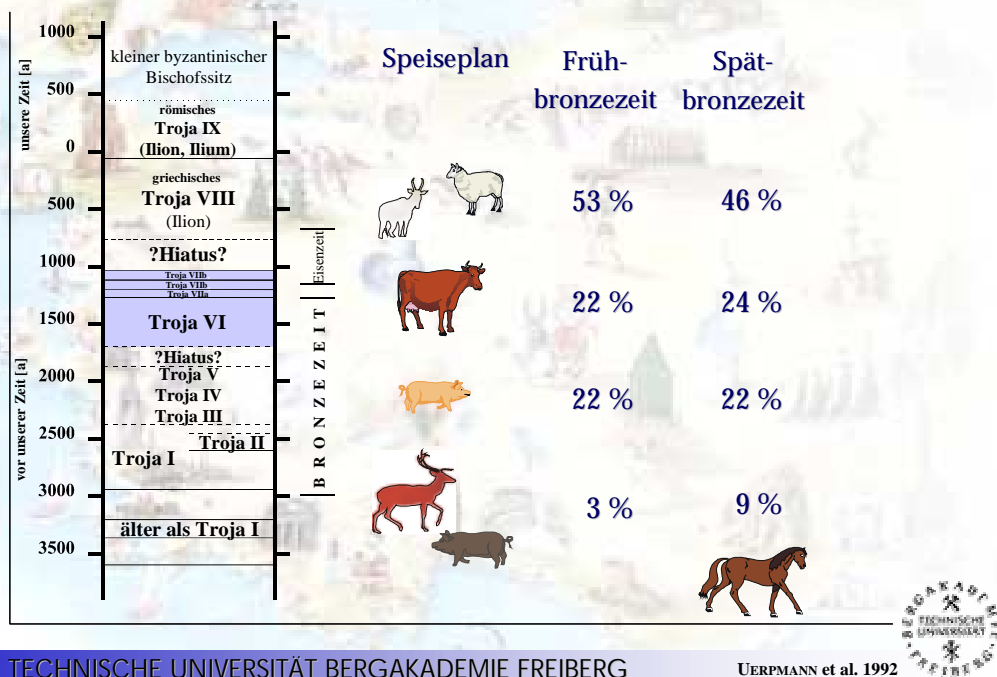 unsere Zeit [a]
vor unserer Zeit [a]
1000
500
0
500
1000
1500
2000
2500
3000
3500
kleiner byzantinischer
Bischofssitz
römisches
Troja IX
(Ilion, Ilium)
griechisches
Troja VIII
(Ilion)
?Hiatus?
Troja VIIb
Troja VIIb
Troja VIIa
Troja VI
?Hiatus?
Troja V
Troja IV
Troja III
Troja II
Troja I
älter als Troja I
Eisenzeit
BRONZEZEIT
Speiseplan
Früh-
bronzezeit
Spät-
bronzezeit
53 %
46 %
22 %
24 %
22 %
22 %
3 %
9 %
TECHNISCHE UNIVERSITÄT BERGAKADEMIE FREIBERG
UERPMANN et al. 1992
BERGAKADEMIE
TECHNISCHE
UNIVERSITÄT
FREIBERG